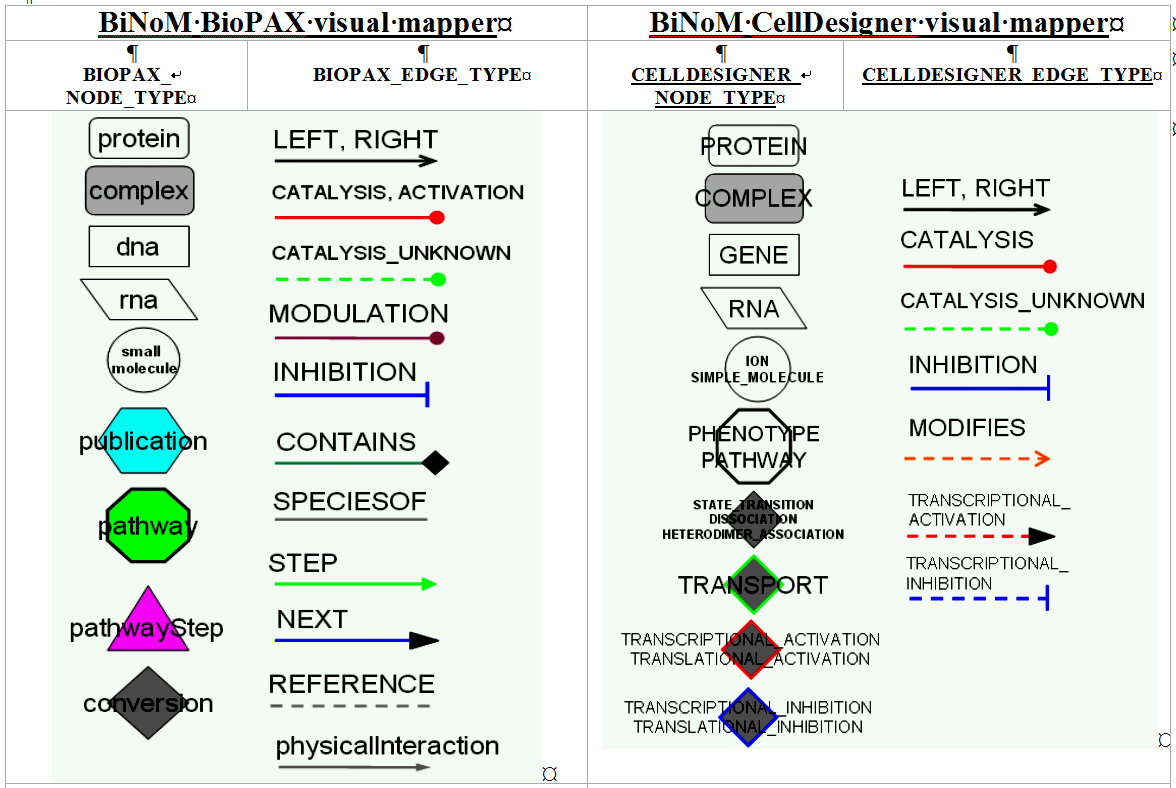 BiNoM·BioPAX·visual·mapper¤
BiNoM·CellDesigner·visual·mapper¤
¶
BIOPAX_↵
NODE_TYPE¤
¶
BIOPAX_EDGE_TYPE¤
¶
CELLDESIGNER_↵
NODE_TYPE¤
¶
CELLDESIGNER_EDGE_TYPE¤
protein
complex
dna
rna
small
molecule
publication
pathway
pathwayStep
conversion
LEFT, RIGHT
CATALYSIS, ACTIVATION
CATALYSIS_UNKNOWN
MODULATION
INHIBITION
CONTAINS
SPECIESOF
STEP
NEXT
REFERENCE
physicalInteraction
¤
PROTEIN
COMPLEX
GENE
RNA
ION
SIMPLE_MOLECULE
PHENOTYPE
PATHWAY
STATE_TRANSITION
DISSOCIATION
HETERODIMER_ASSOCIATION
TRANSPORT
TRANSCRIPTIONAL_ACTIVATION
TRANSLATIONAL_ACTIVATION
TRANSCRIPTIONAL_INHIBITION
TRANSLATIONAL_INHIBITION
LEFT, RIGHT
CATALYSIS
CATALYSIS_UNKNOWN
INHIBITION
MODIFIES
TRANSCRIPTIONAL_
ACTIVATION
TRANSCRIPTIONAL_
INHIBITION
¤